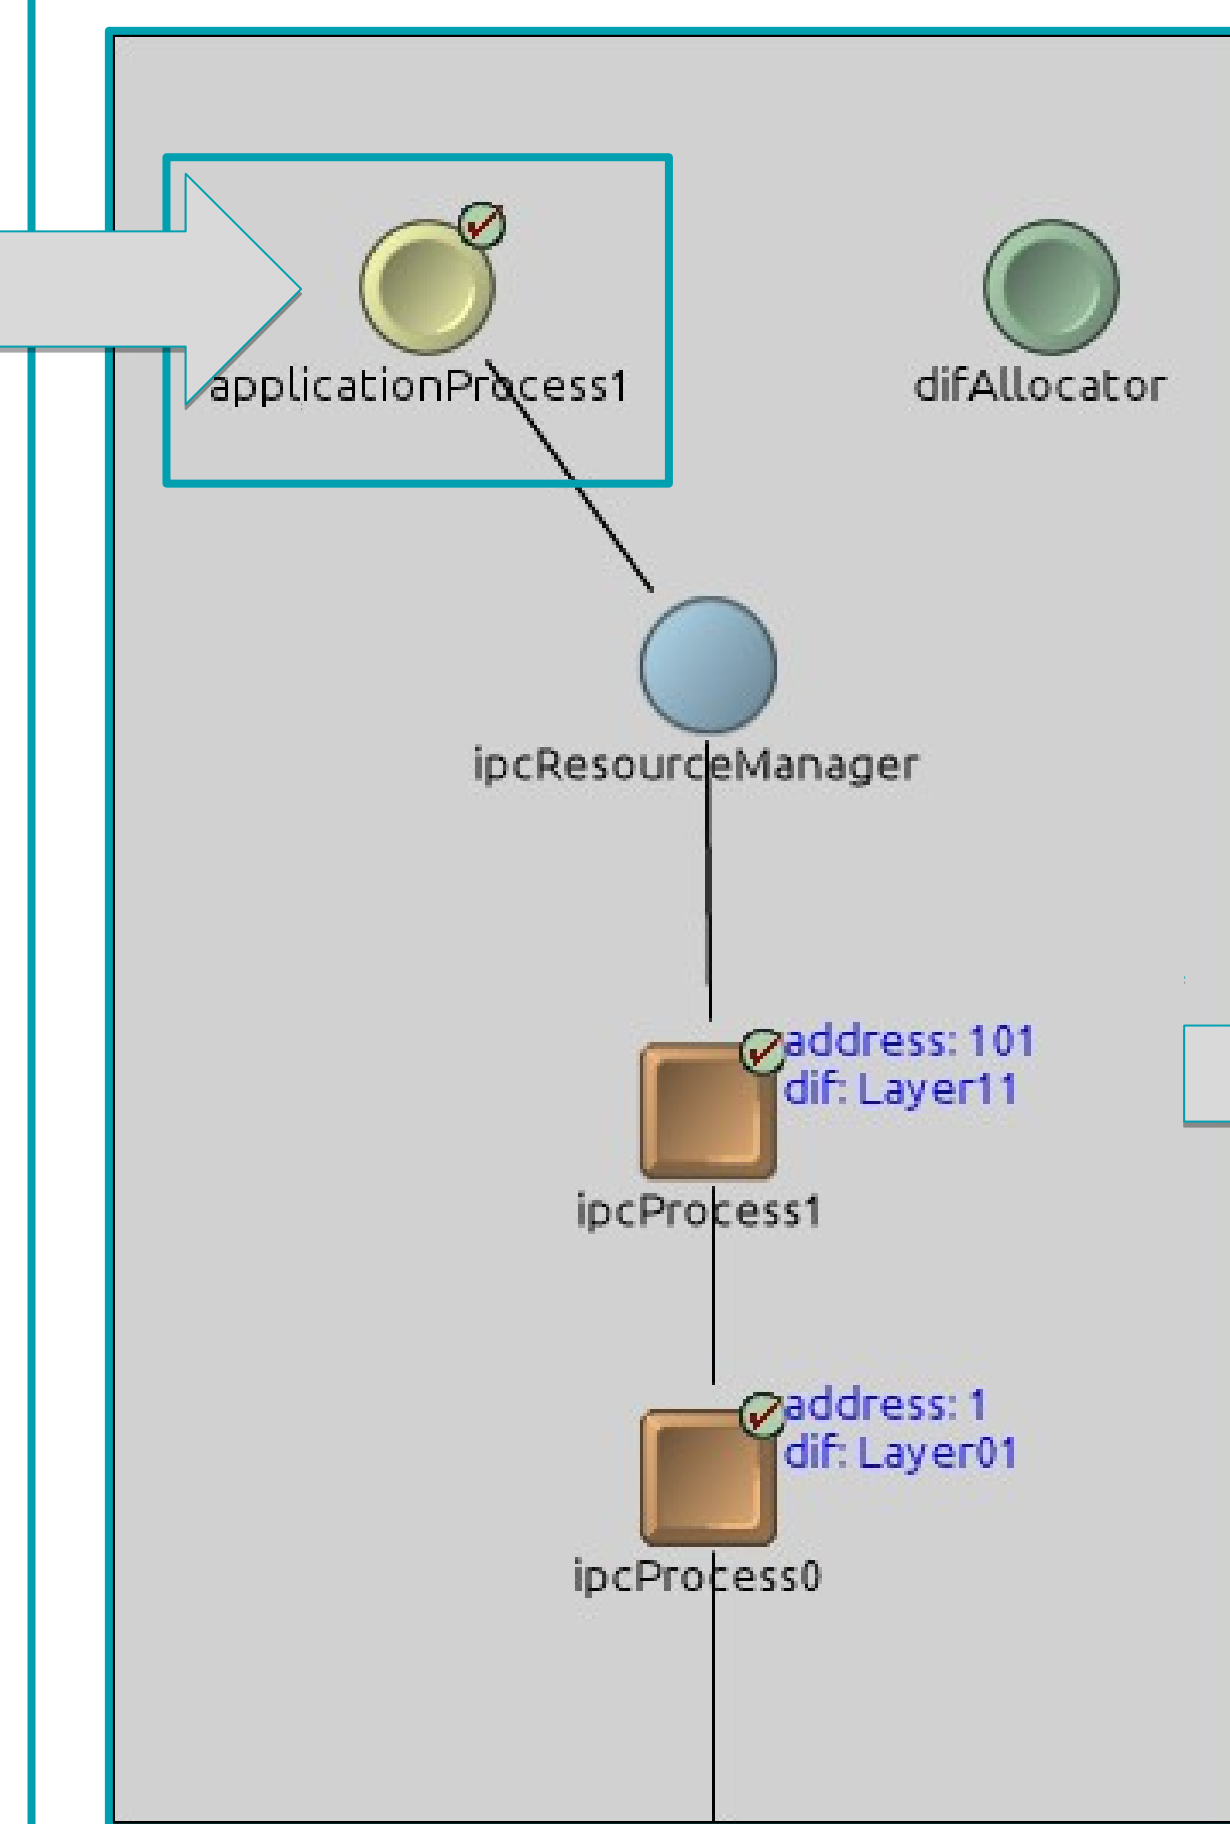 applicationProcess1
difAllocator
ipcResourceManager
address: 101
dif: Layer11
ipcProcess1
address: 1
dif: Layer01
ipcProcess0